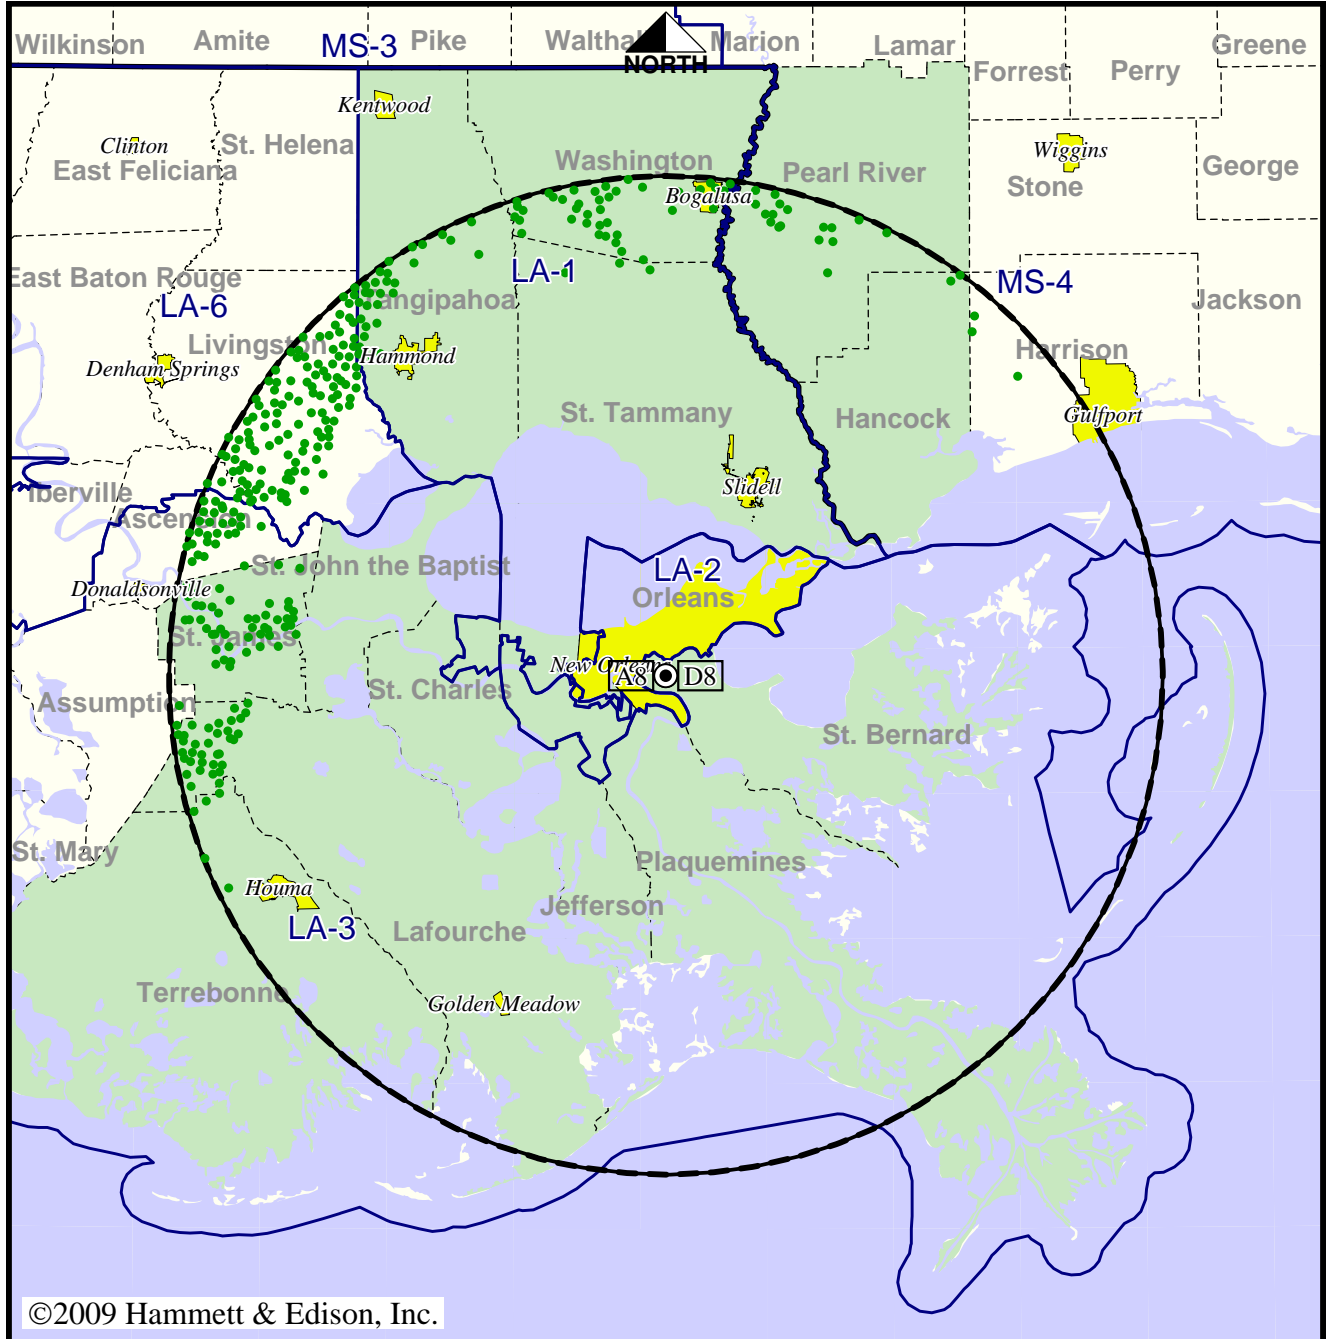 Wilkinson
Amite
MS-3
Pike
Walthal
Marion
Lamar
Greene
NORTH
Forrest
Perry
Kentwood
Clinton
St. Helena
East Feliciana
Washington
Pearl River
Wiggins
George
Stone
Bogalusa
East Baton Rouge
LA-1
MS-4
LA-6
Tangipahoa
Jackson
Livingston
Hammond
Harrison
Denham Springs
St. Tammany
Hancock
Gulfport
Slidell
Iberville
Ascension
St. John the Baptist
LA-2
Donaldsonville
Orleans
St. James
New Orleans
A8
D8
St. Charles
Assumption
St. Bernard
St. Mary
Plaquemines
Houma
Jefferson
LA-3
Lafourche
Terrebonne
Golden Meadow
©2009 Hammett & Edison, Inc.